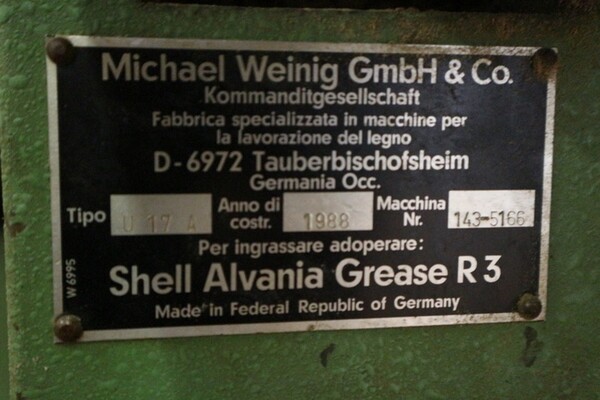 Michael Weinig GmbH & Co.
Kommanditgesellschaft
Fabbrica specializzata in macchine per
la lavorazione del legno
D-6972 Tauberbischofsheim
Germania Occ.
Tipo U 17 A Anno di costr. 1988 Macchina Nr. 143-5166
Per ingrassare adoperare:
Shell Alvania Grease R 3
Made in Federal Republic of Germany
W 6995